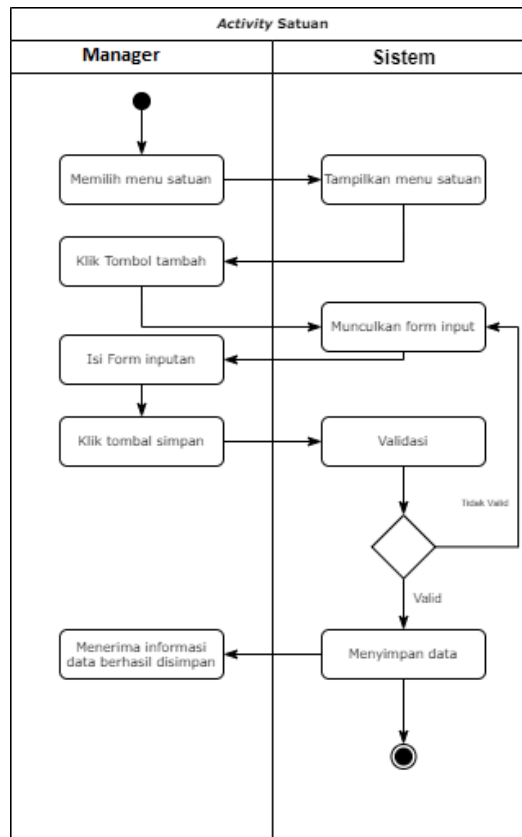 Activity Satuan
Manager
Sistem
Memilih menu satuan
Tampilkan menu satuan
Klik Tombol tambah
Munculkan form input
Isi Form inputan
Klik tombal simpan
Validasi
Tidak Valid
Valid
Menerima informasi
data berhasil disimpan
Menyimpan data